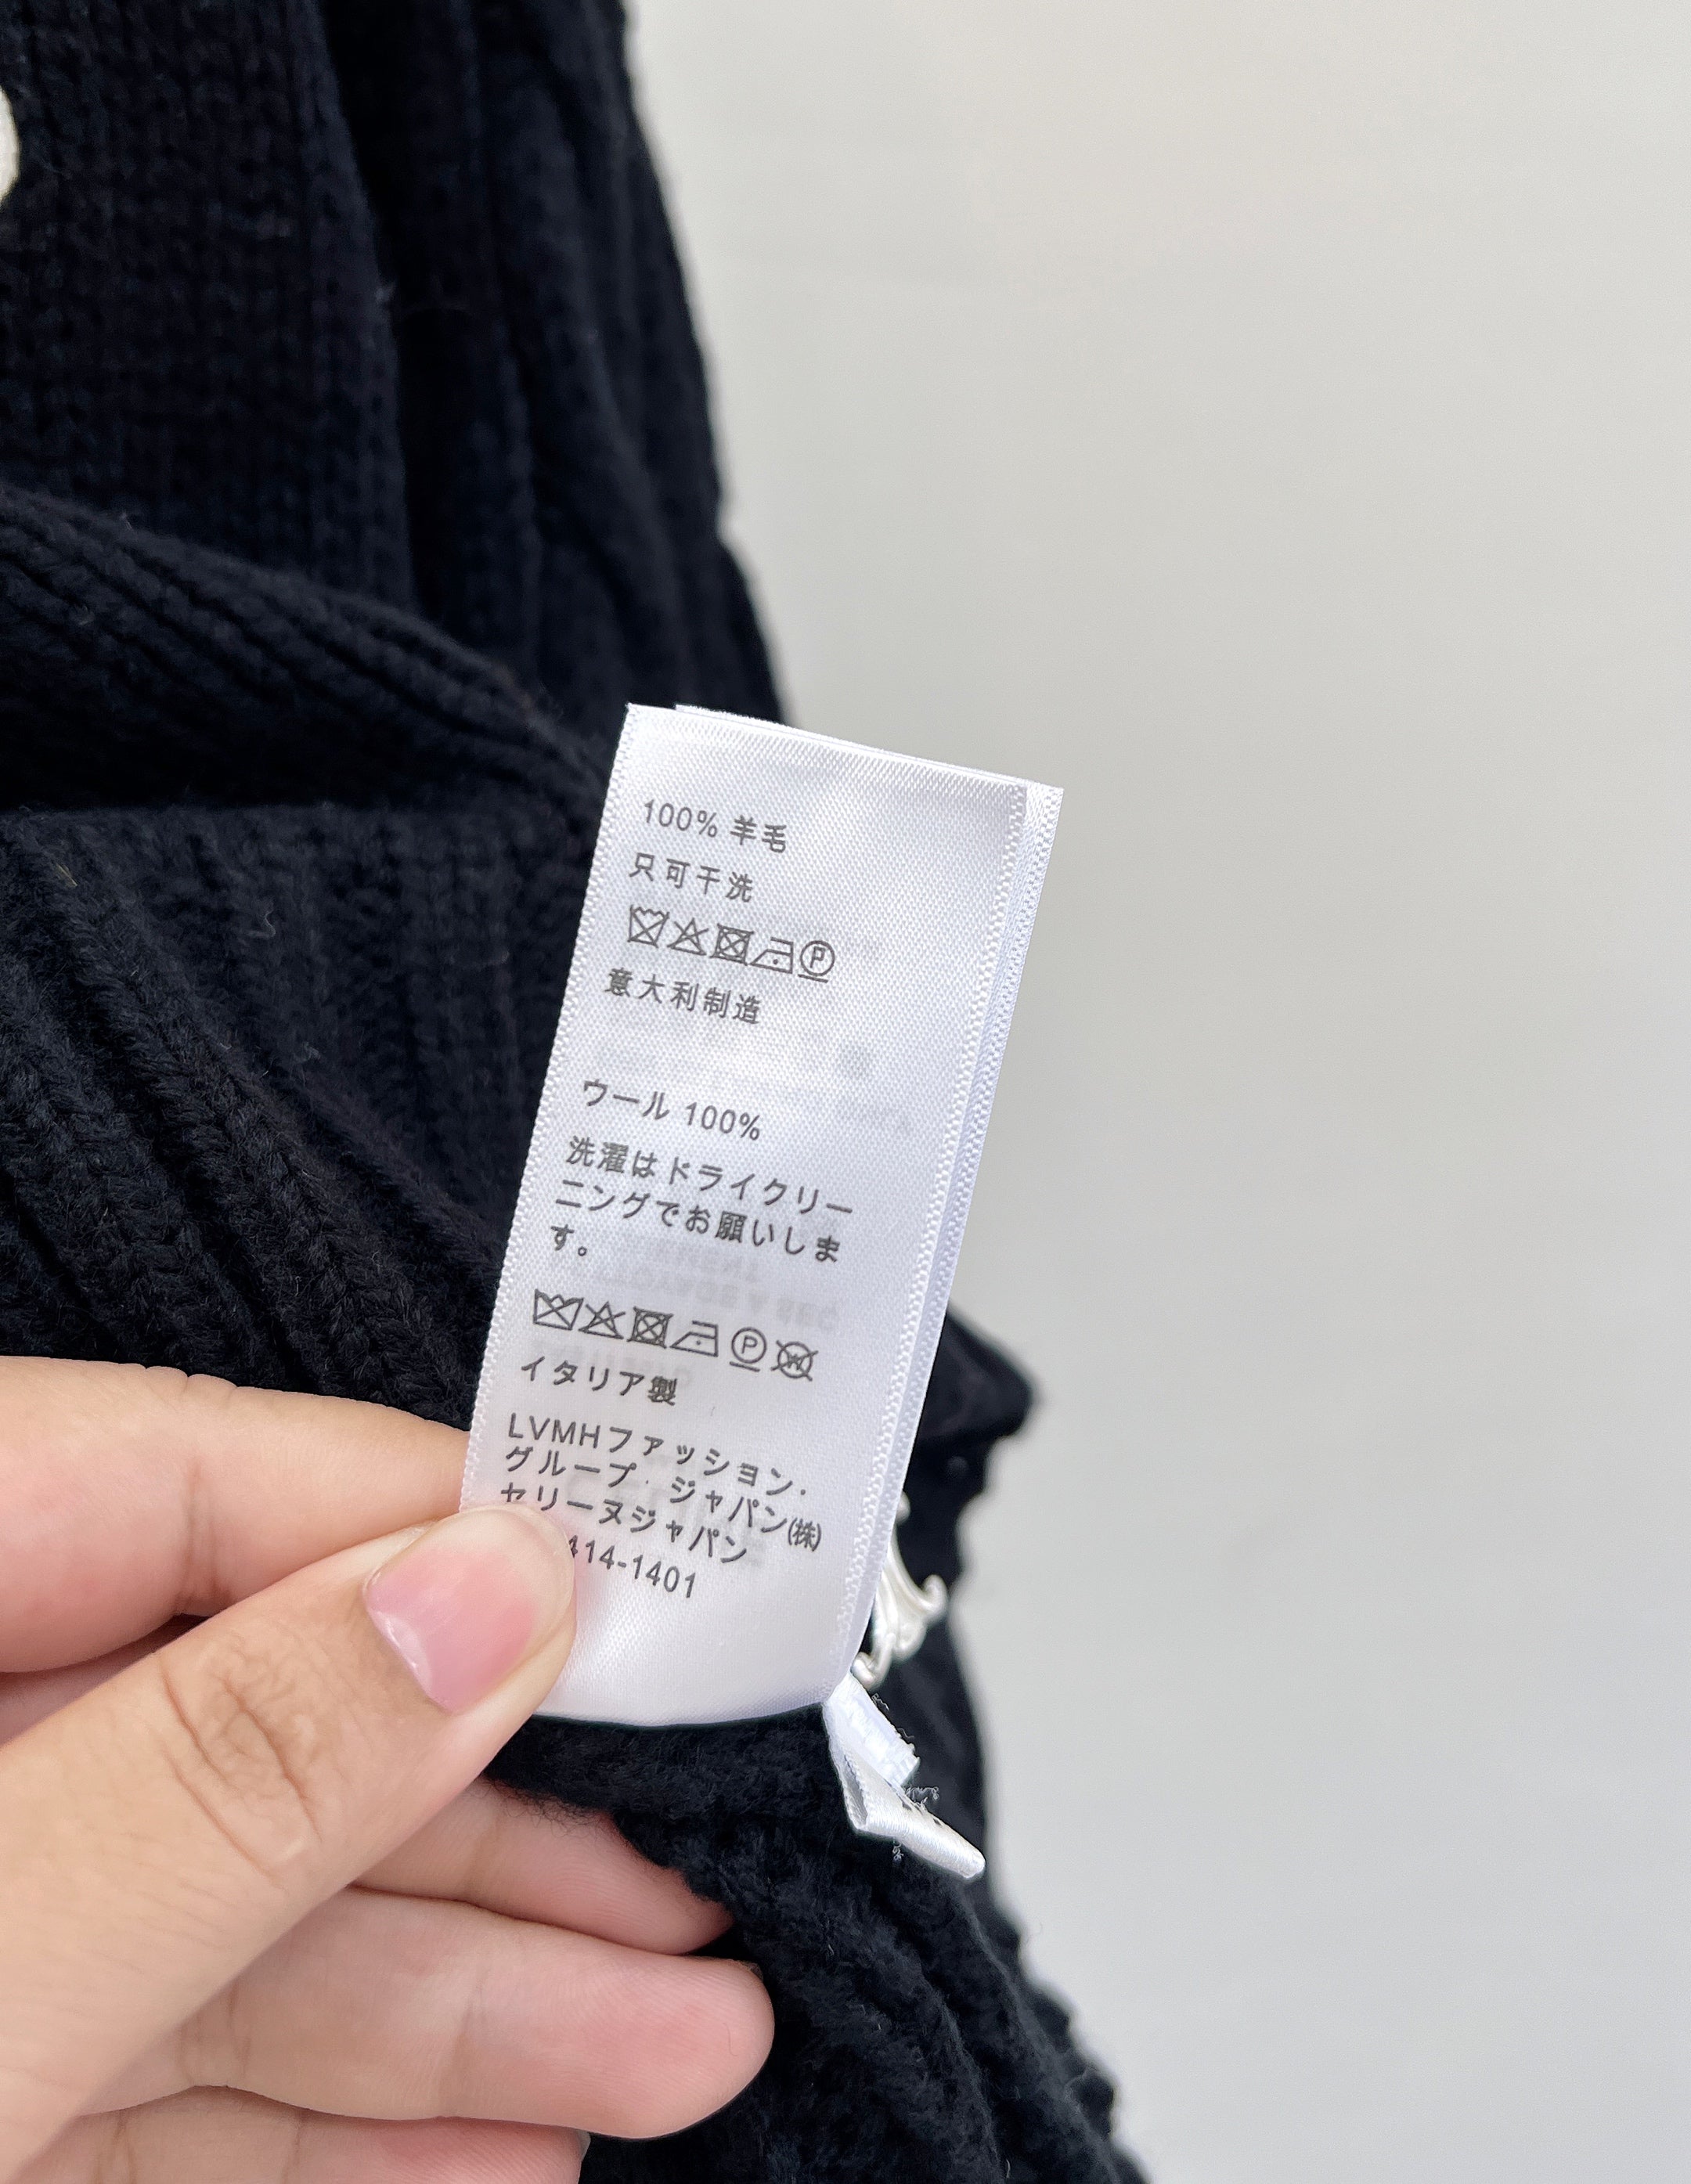 100% 羊毛
只可干洗
意大利制造
ウール 100%
洗濯はドライクリー
ニングでお願いしま
す。
イタリア製
LVMHファッション・
グループ・ジャパン㈱
セリーヌジャパン
414-1401